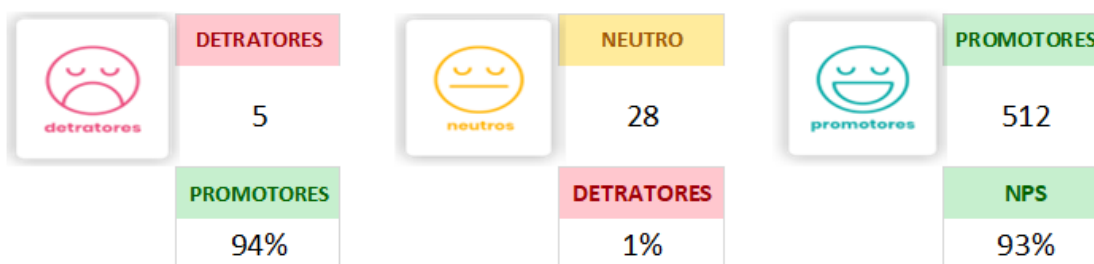 DETRATORES
5
detratores
NEUTRO
28
neutros
PROMOTORES
512
promotores
PROMOTORES
94%
DETRATORES
1%
NPS
93%